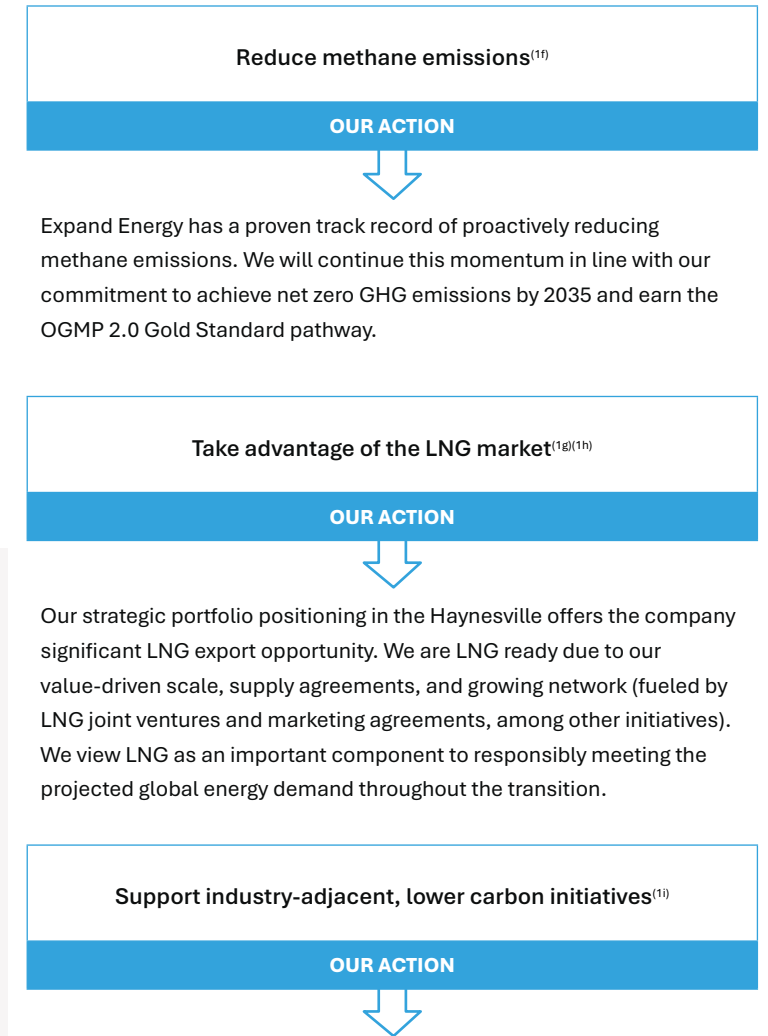 Reduce methane emissions(1f)
OUR ACTION
Expand Energy has a proven track record of proactively reducing
methane emissions. We will continue this momentum in line with our
commitment to achieve net zero GHG emissions by 2035 and earn the
OGMP 2.0 Gold Standard pathway.
Take advantage of the LNG market(1g)(1h)
OUR ACTION
Our strategic portfolio positioning in the Haynesville offers the company
significant LNG export opportunity. We are LNG ready due to our
value-driven scale, supply agreements, and growing network (fueled by
LNG joint ventures and marketing agreements, among other initiatives).
We view LNG as an important component to responsibly meeting the
projected global energy demand throughout the transition.
Support industry-adjacent, lower carbon initiatives(1i)
OUR ACTION